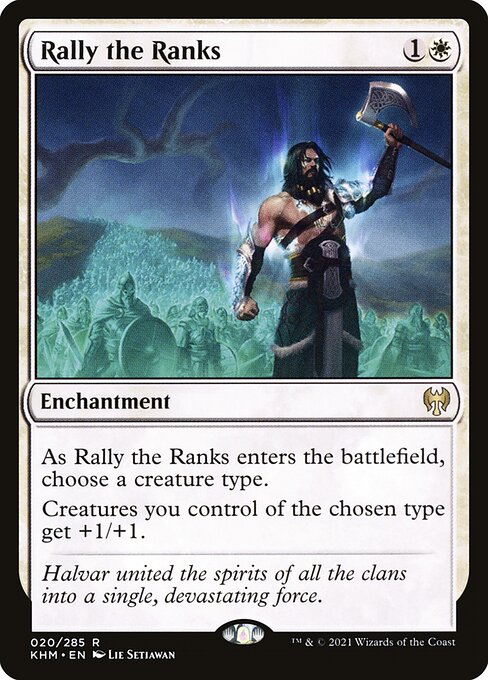 Rally the Ranks 1
Enchantment
As Rally the Ranks enters the battlefield,
choose a creature type.
Creatures you control of the chosen type
get +1/+1.
Halvar united the spirits of all the clans
into a single, devastating force.
020/285 R
KHM • EN Lie Setiawan
™ & © 2021 Wizards of the Coast